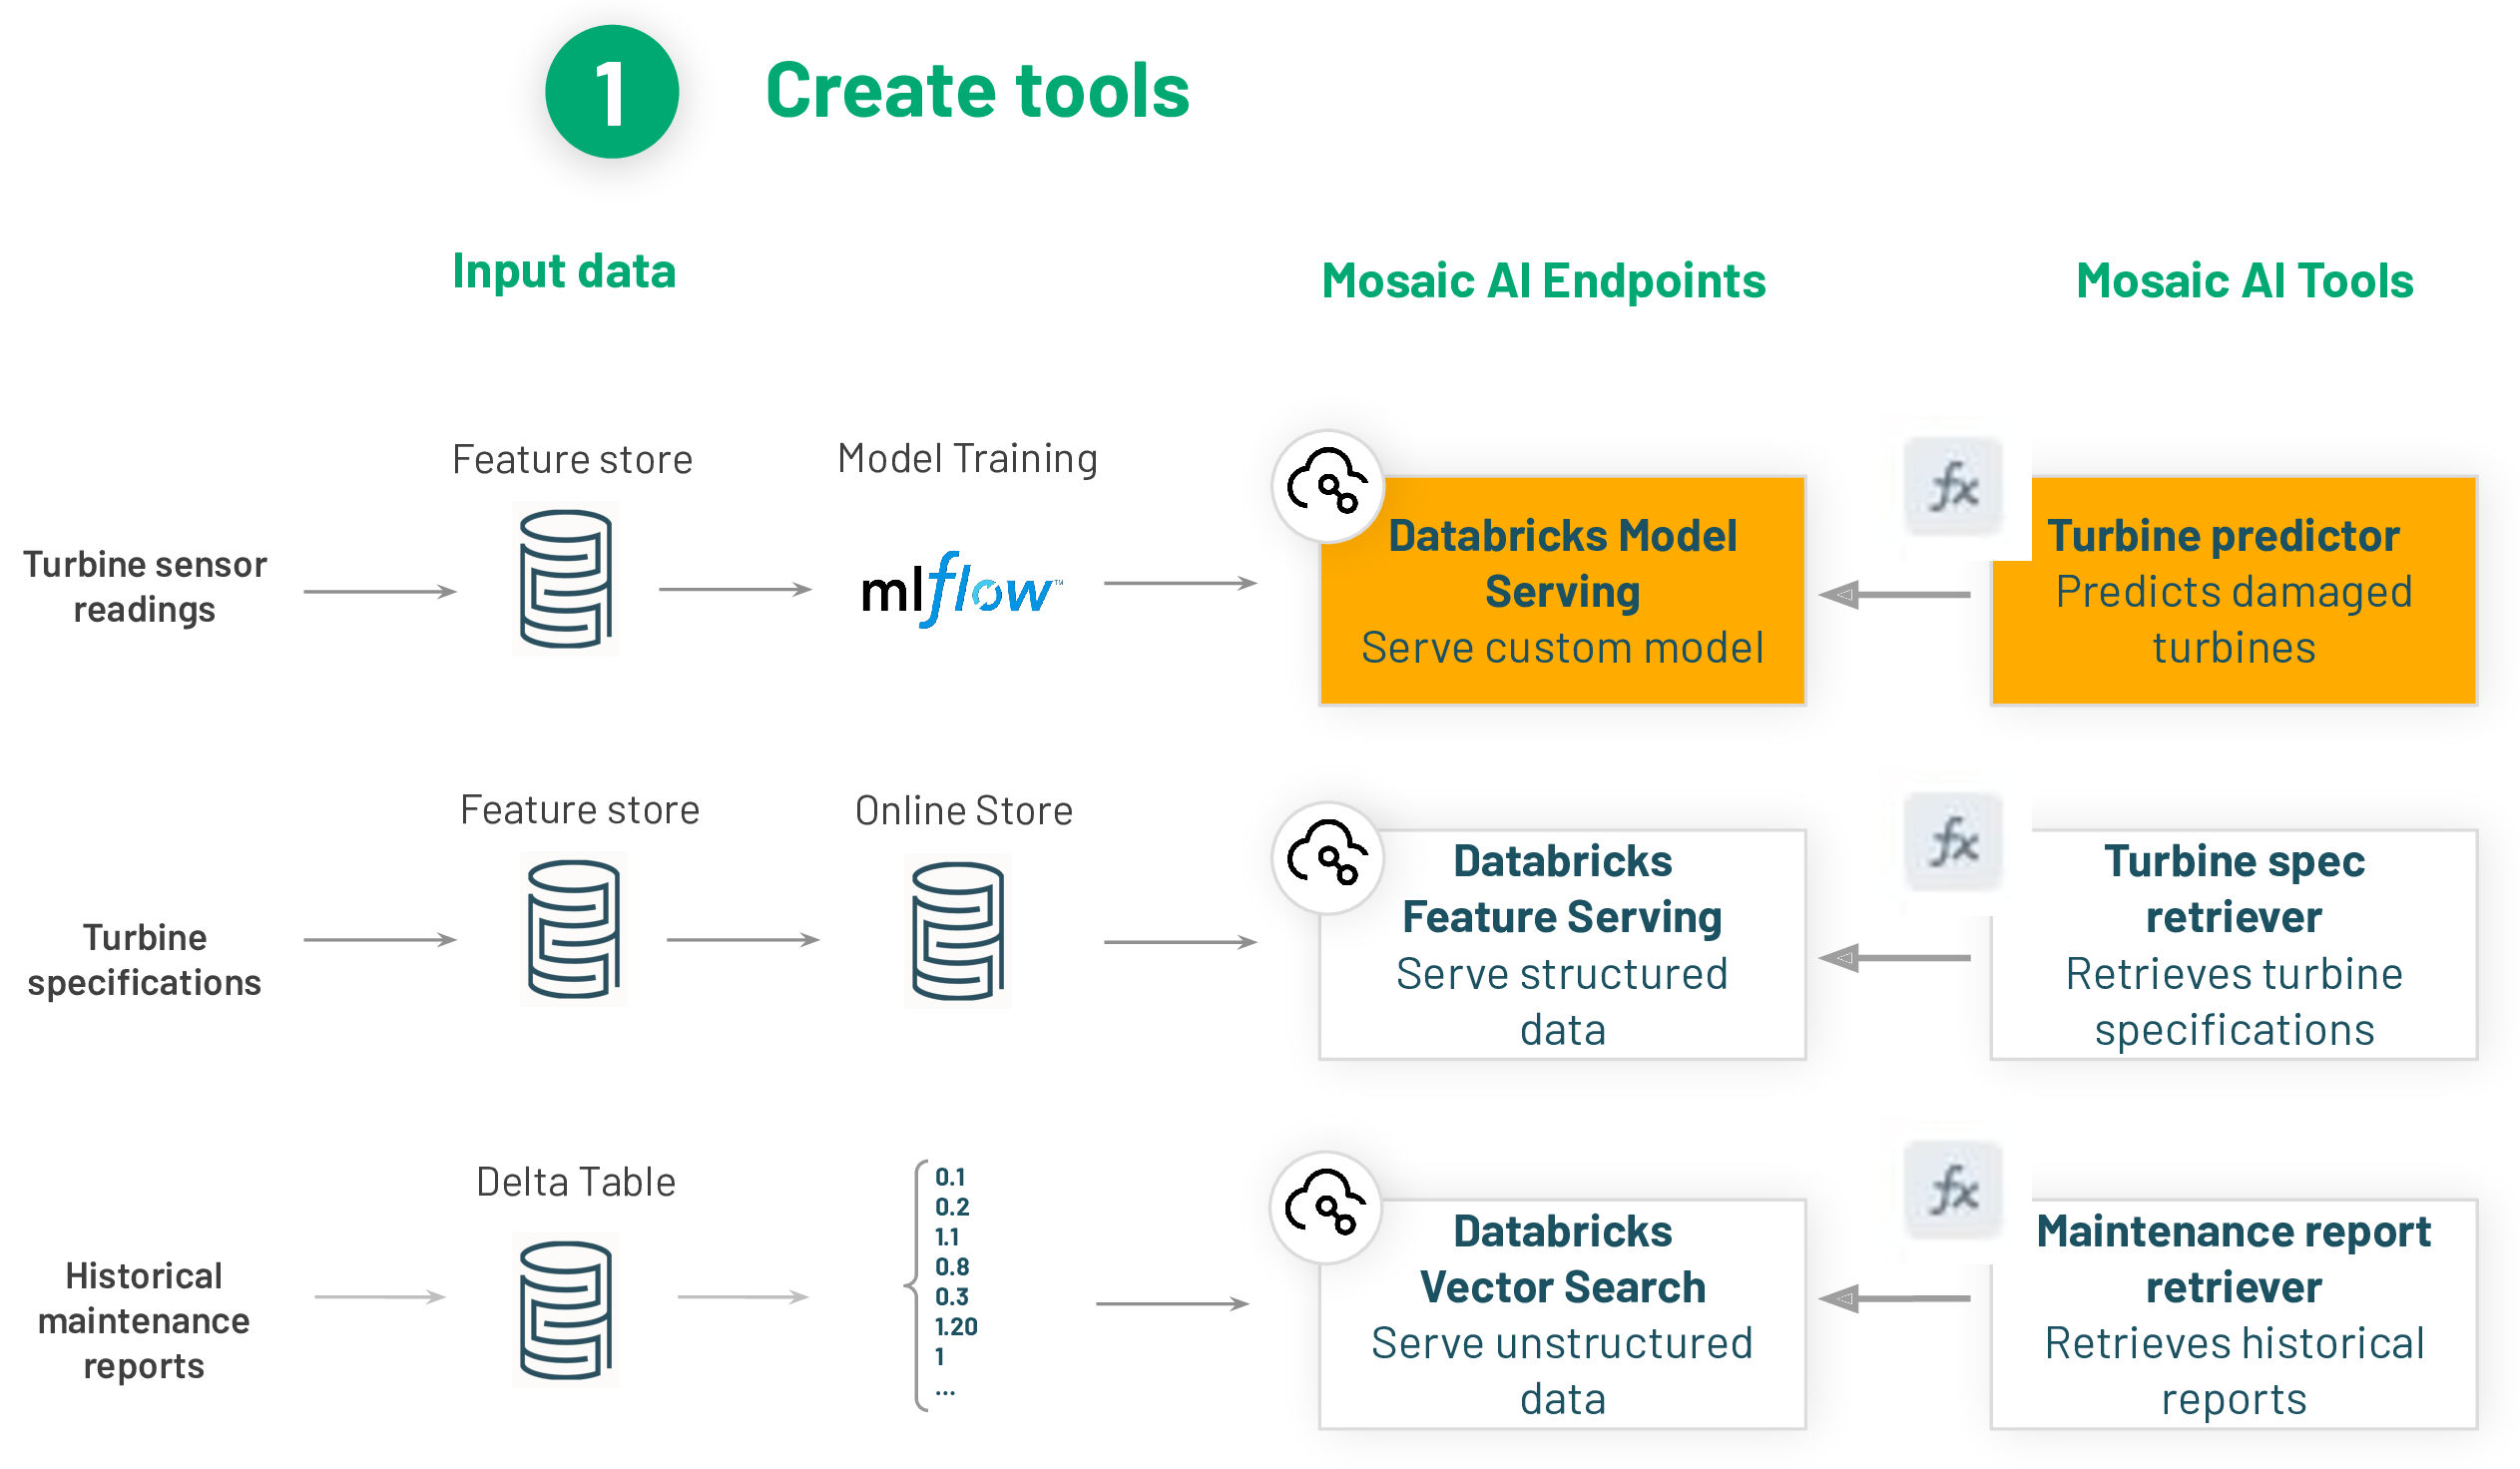 1
Create tools
Input data
Mosaic AI Endpoints
Mosaic AI Tools
Turbine sensor
readings
Feature store
Model Training
mlflow™
Databricks Model
Serving
Serve custom model
fx
Turbine predictor
Predicts damaged
turbines
Turbine
specifications
Feature store
Online Store
Databricks
Feature Serving
Serve structured
data
fx
Turbine spec
retriever
Retrieves turbine
specifications
Historical
maintenance
reports
Delta Table
0.1
0.2
1.1
0.8
0.3
1.20
1
...
Databricks
Vector Search
Serve unstructured
data
fx
Maintenance report
retriever
Retrieves historical
reports